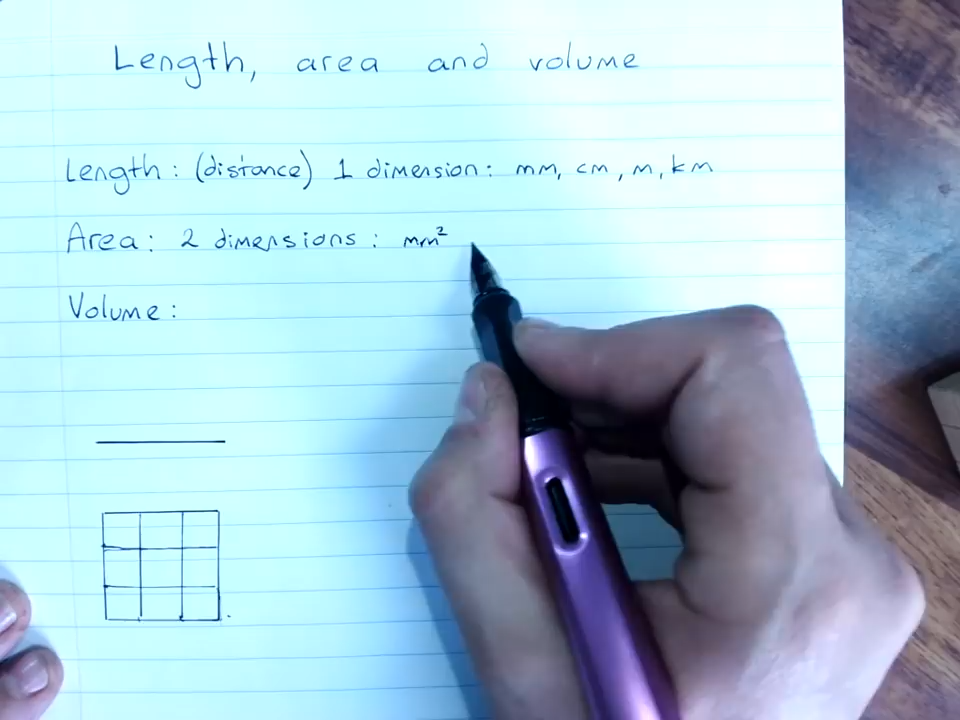 Length, area and volume
Length: (distance) 1 dimension: mm, cm, m, km
Area: 2 dimensions: mm²
Volume: